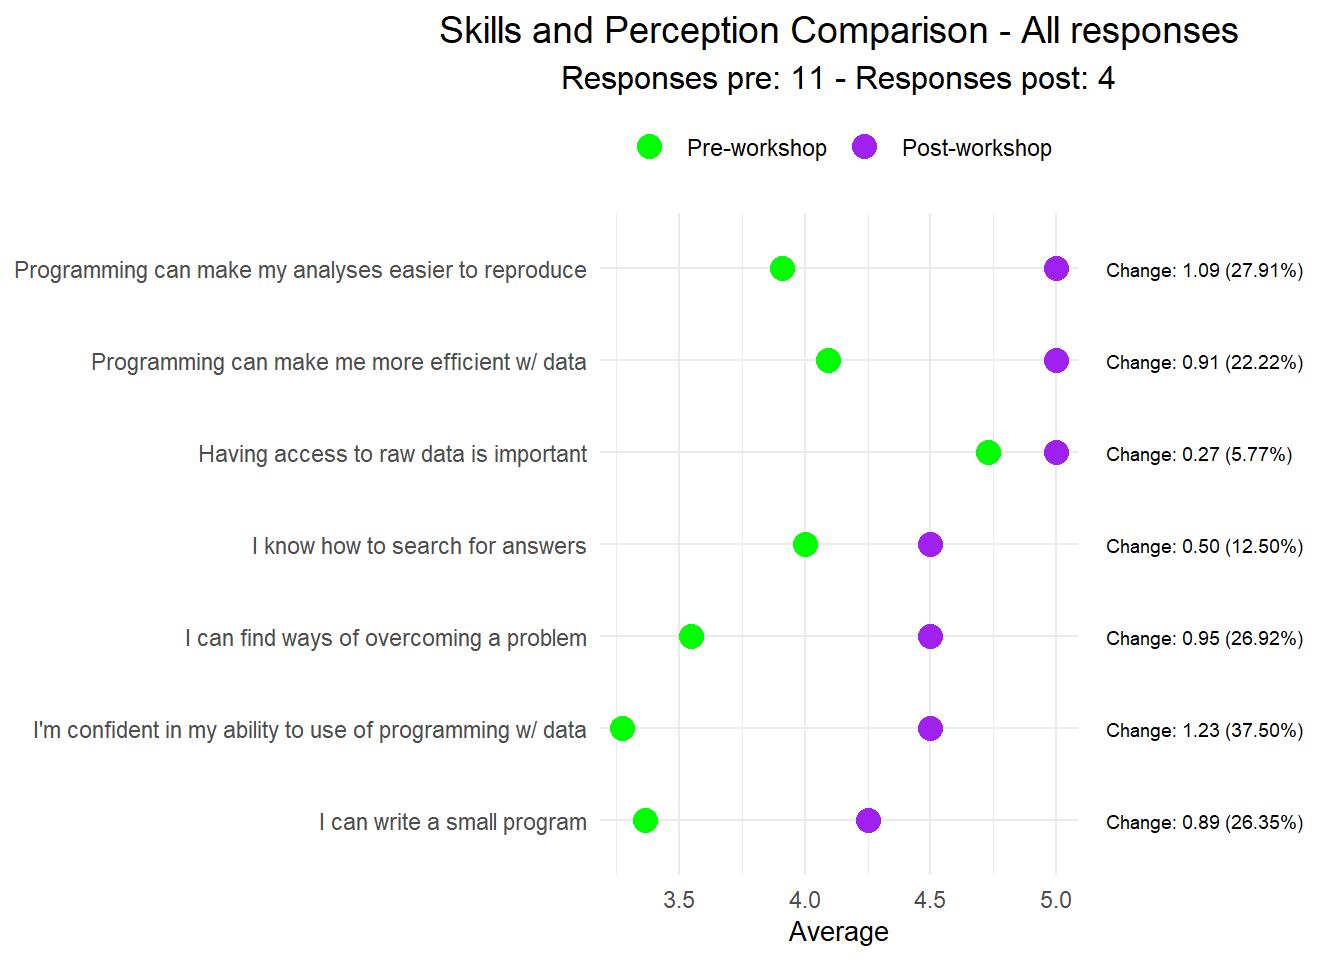 Skills and Perception Comparison - All responses
Responses pre: 11 - Responses post: 4
Pre-workshop Post-workshop
Programming can make my analyses easier to reproduce Change: 1.09 (27.91%)
Programming can make me more efficient w/ data Change: 0.91 (22.22%)
Having access to raw data is important Change: 0.27 (5.77%)
I know how to search for answers Change: 0.50 (12.50%)
I can find ways of overcoming a problem Change: 0.95 (26.92%)
I'm confident in my ability to use of programming w/ data Change: 1.23 (37.50%)
I can write a small program Change: 0.89 (26.35%)
3.5 4.0 4.5 5.0
Average